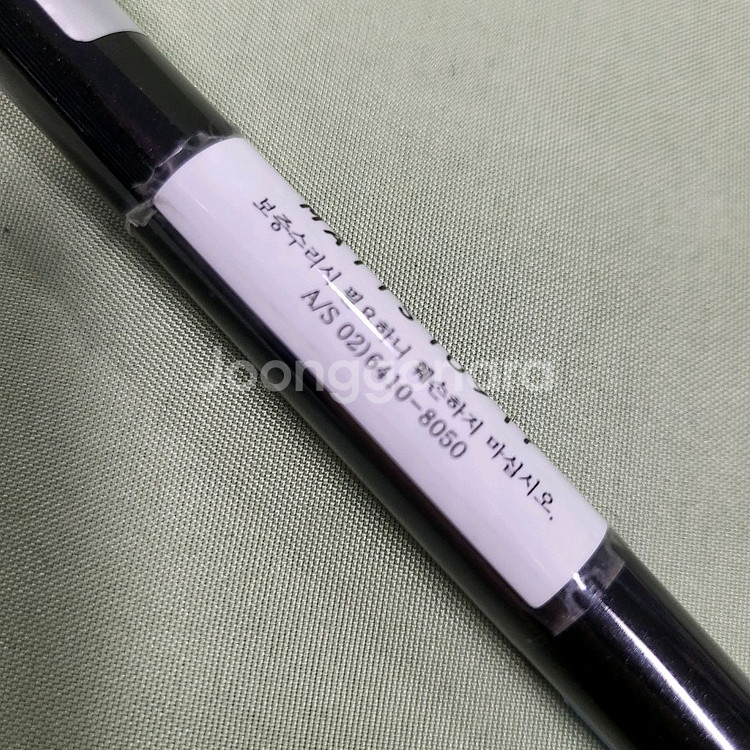 보증수리시 필요하니 훼손하지 마십시오.
A/S 02)6410-8050
Joonggonara